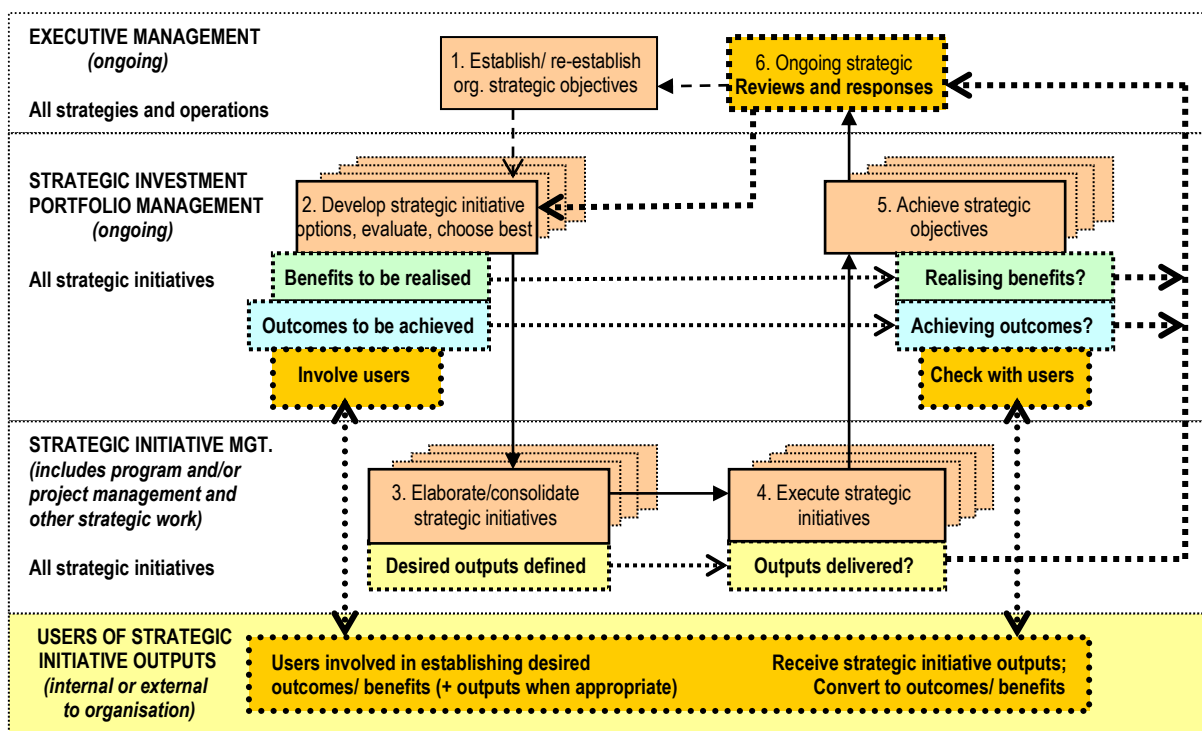 EXECUTIVE MANAGEMENT
(ongoing)
All strategies and operations
1. Establish/ re-establish
org. strategic objectives
6. Ongoing strategic
Reviews and responses
STRATEGIC INVESTMENT
PORTFOLIO MANAGEMENT
(ongoing)
All strategic initiatives
2. Develop strategic initiative
options, evaluate, choose best
Benefits to be realised
Outcomes to be achieved
Involve users
5. Achieve strategic
objectives
Realising benefits?
Achieving outcomes?
Check with users
STRATEGIC INITIATIVE MGT.
(includes program and/or
project management and
other strategic work)
All strategic initiatives
3. Elaborate/consolidate
strategic initiatives
Desired outputs defined
4. Execute strategic
initiatives
Outputs delivered?
USERS OF STRATEGIC
INITIATIVE OUTPUTS
(internal or external
to organisation)
Users involved in establishing desired
outcomes/ benefits (+ outputs when appropriate)
Receive strategic initiative outputs;
Convert to outcomes/ benefits